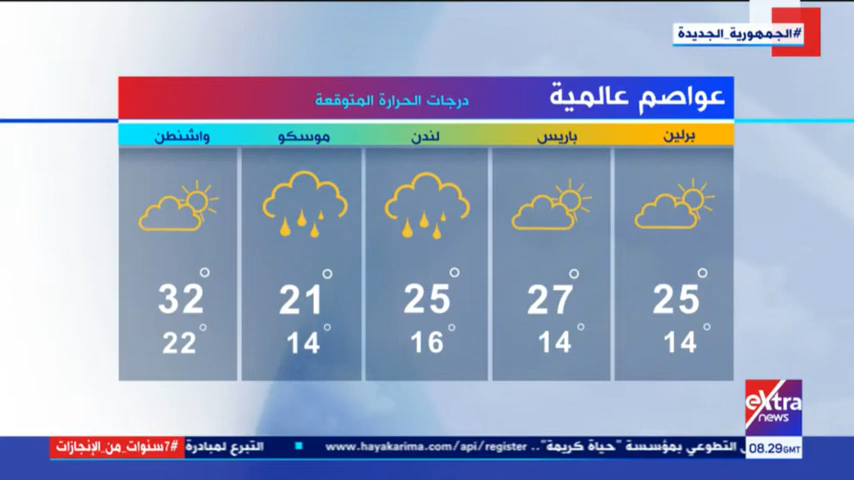 #الجمهورية_الجديدة
عواصم عالمية
درجات الحرارة المتوقعة
برلين
باريس
لندن
موسكو
واشنطن
25° 27° 25° 21° 32°
14° 14° 16° 14° 22°
eXtra
news
08.29GMT
التطوعي بمؤسسة "حياة كريمة".. www.hayakarima.com/api/register ■ التبرع لمبادرة
#7سنوات_من_الإنجازات